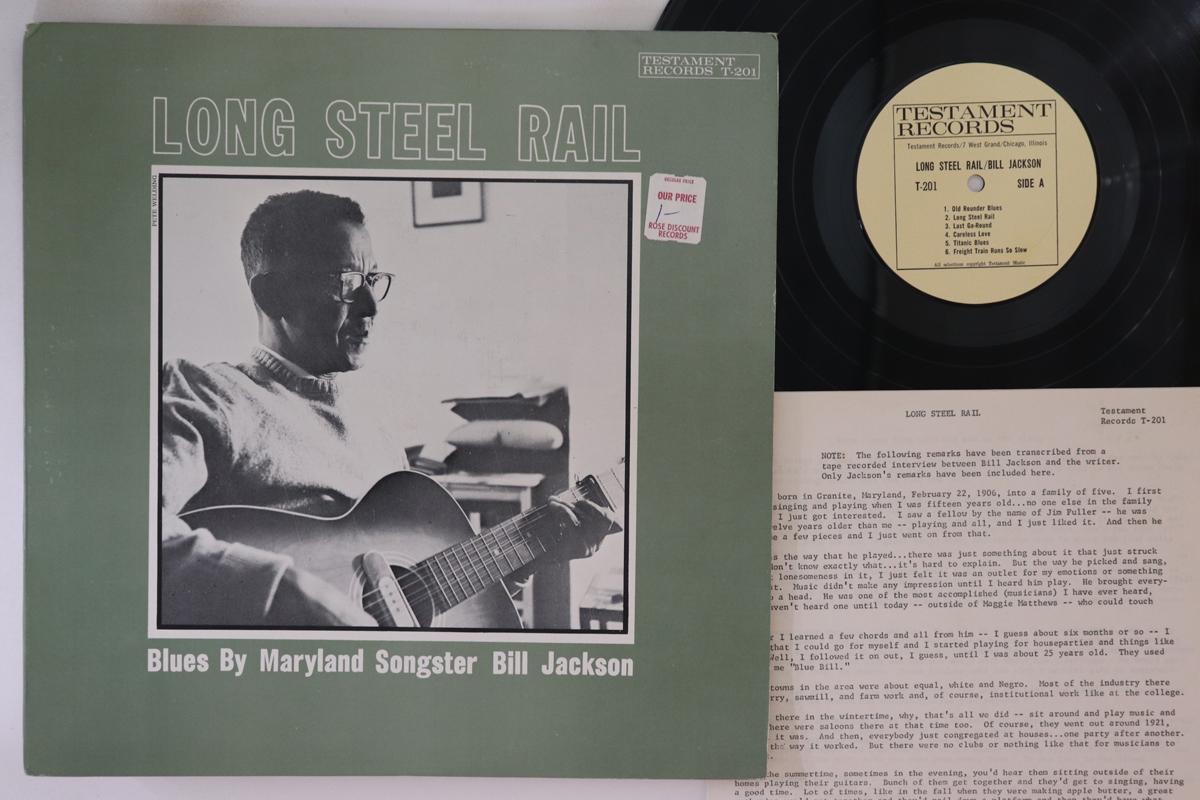 TESTAMENT
RECORDS T-201
LONG STEEL RAIL
PETE WELDING
REGULAR PRICE
OUR PRICE
ROSE DISCOUNT
RECORDS
Blues By Maryland Songster Bill Jackson
TESTAMENT
RECORDS
Testament Records/7 West Grand/Chicago, Illinois
LONG STEEL RAIL/BILL JACKSON
T-201 SIDE A
1. Old Rounder Blues
2. Long Steel Rail
3. Last Go-Round
4. Careless Love
5. Titanic Blues
6. Freight Train Runs So Slow
All selections copyright Testament Music
LONG STEEL RAIL Testament
Records T-201
NOTE: The following remarks have been transcribed from a
tape recorded interview between Bill Jackson and the writer.
Only Jackson's remarks have been included here.
born in Granite, Maryland, February 22, 1906, into a family of five. I first
singing and playing when I was fifteen years old...no one else in the family
I just got interested. I saw a fellow by the name of Jim Fuller -- he was
years older than me -- playing and all, and I just liked it. And then he
e a few pieces and I just went on from that.
s the way that he played...there was just something about it that just struck
don't know exactly what...it's hard to explain. But the way he picked and sang,
lonesomeness in it, I just felt it was an outlet for my emotions or something
t. Music didn't make any impression until I heard him play. He brought every-
a head. He was one of the most accomplished (musicians) I have ever heard,
aven't heard one until today -- outside of Maggie Matthews -- who could touch
r I learned a few chords and all from him -- I guess about six months or so -- I
that I could go for myself and I started playing for houseparties and things like
Well, I followed it on out, I guess, until I was about 25 years old. They used
me "Blue Bill."
towns in the area were about equal, white and Negro. Most of the industry there
rry, sawmill, and farm work and, of course, institutional work like at the college.
there in the wintertime, why, that's all we did -- sit around and play music and
here were saloons there at that time too. Of course, they went out around 1921,
it was. And then, everybody just congregated at houses...one party after another.
the way it worked. But there were no clubs or nothing like that for musicians to
the summertime, sometimes in the evening, you'd hear them sitting outside of their
homes playing their guitars. Bunch of them get together and they'd get to singing, having
a good time. Lot of times, like in the fall when they were making apple butter, a great